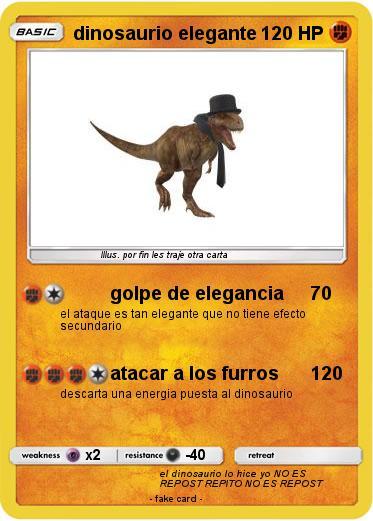 BASIC dinosaurio elegante 120 HP
Illus. por fin les traje otra carta
golpe de elegancia 70
el ataque es tan elegante que no tiene efecto
secundario
atacar a los furros 120
descarta una energia puesta al dinosaurio
weakness x2 resistance -40 retreat
el dinosaurio lo hice yo NO ES
REPOST REPITO NO ES REPOST
- fake card -